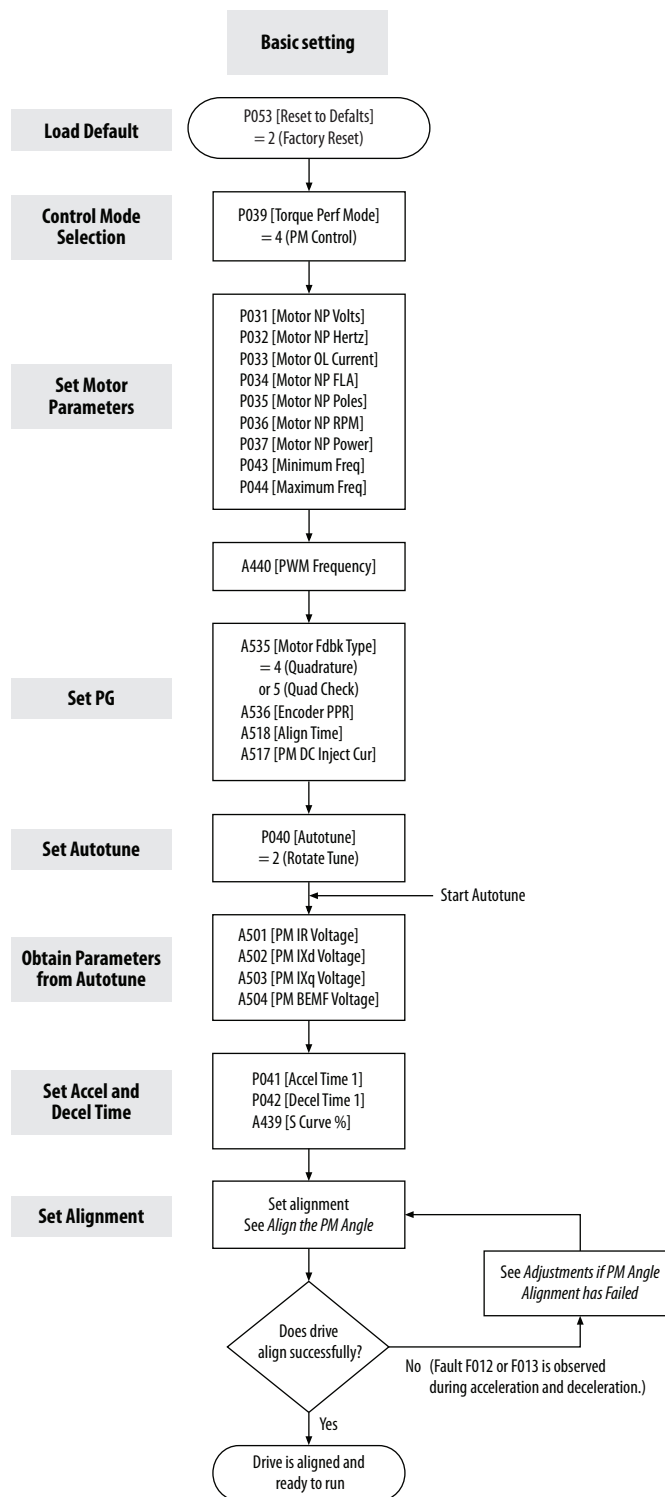 Basic setting
Load Default
P053 [Reset to Defalts]
= 2 (Factory Reset)
Control Mode
Selection
P039 [Torque Perf Mode]
= 4 (PM Control)
Set Motor
Parameters
P031 [Motor NP Volts]
P032 [Motor NP Hertz]
P033 [Motor OL Current]
P034 [Motor NP FLA]
P035 [Motor NP Poles]
P036 [Motor NP RPM]
P037 [Motor NP Power]
P043 [Minimum Freq]
P044 [Maximum Freq]
A440 [PWM Frequency]
Set PG
A535 [Motor Fdbk Type]
= 4 (Quadrature)
or 5 (Quad Check)
A536 [Encoder PPR]
A518 [Align Time]
A517 [PM DC Inject Cur]
Set Autotune
P040 [Autotune]
= 2 (Rotate Tune)
Start Autotune
Obtain Parameters
from Autotune
A501 [PM IR Voltage]
A502 [PM IXd Voltage]
A503 [PM IXq Voltage]
A504 [PM BEMF Voltage]
Set Accel and
Decel Time
P041 [Accel Time 1]
P042 [Decel Time 1]
A439 [S Curve %]
Set Alignment
Set alignment
See Align the PM Angle
See Adjustments if PM Angle
Alignment has Failed
Does drive
align successfully?
No (Fault F012 or F013 is observed
during acceleration and deceleration.)
Yes
Drive is aligned and
ready to run